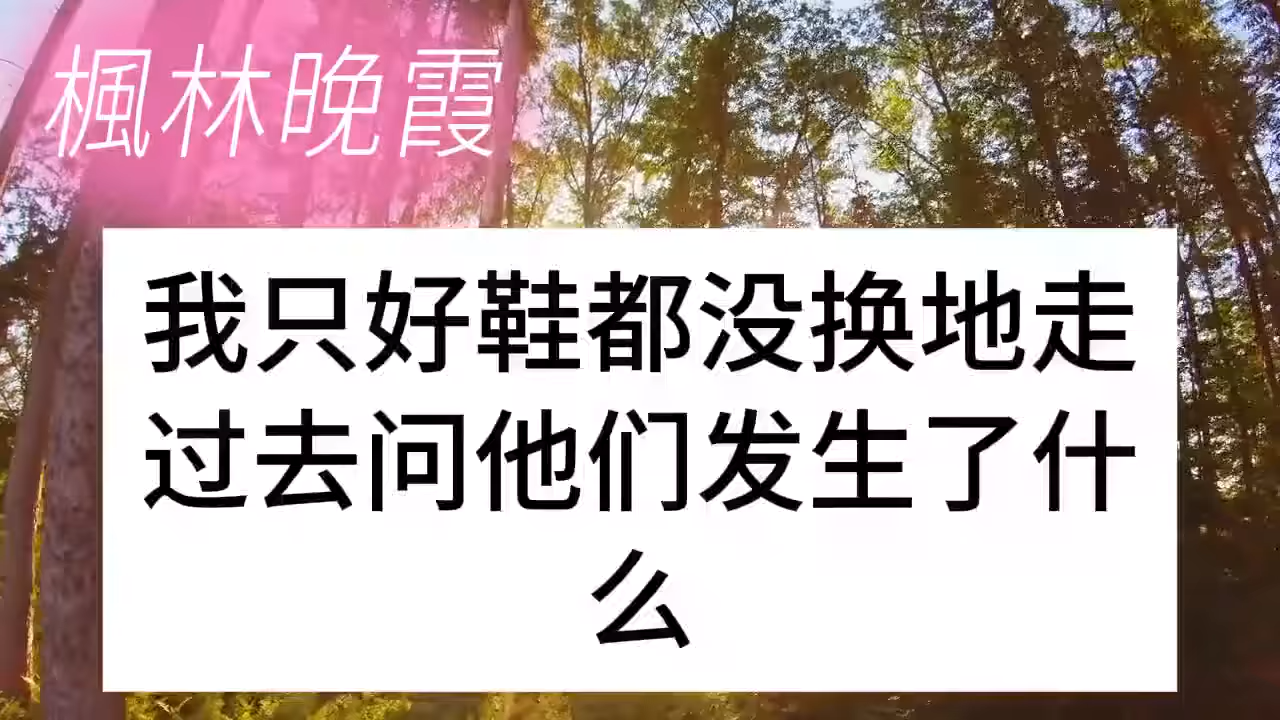 楓林晚霞
我只好鞋都没换地走
过去问他们发生了什
么